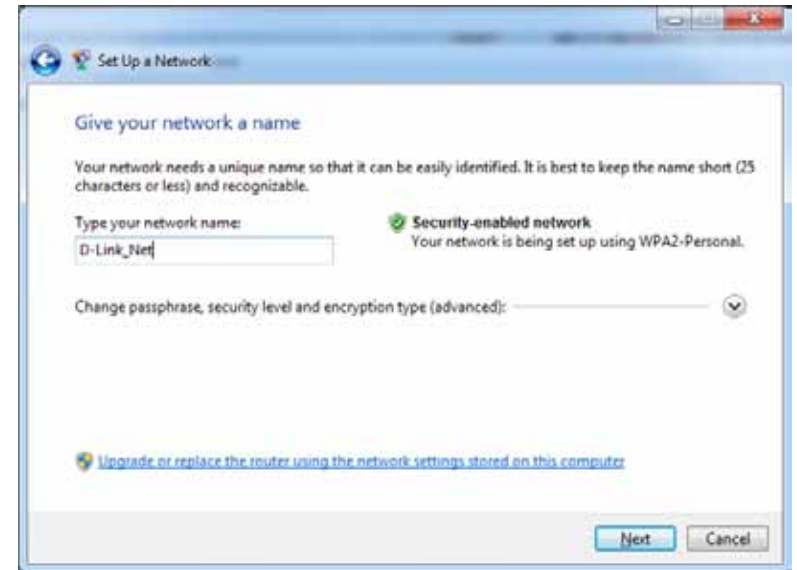 Set Up a Network
Give your network a name
Your network needs a unique name so that it can be easily identified. It is best to keep the name short (25
characters or less) and recognizable.
Type your network name:
Security-enabled network
D-Link_Net
Your network is being set up using WPA2-Personal.
Change passphrase, security level and encryption type (advanced):
Upgrade or replace the router using the network settings stored on this computer
Next
Cancel